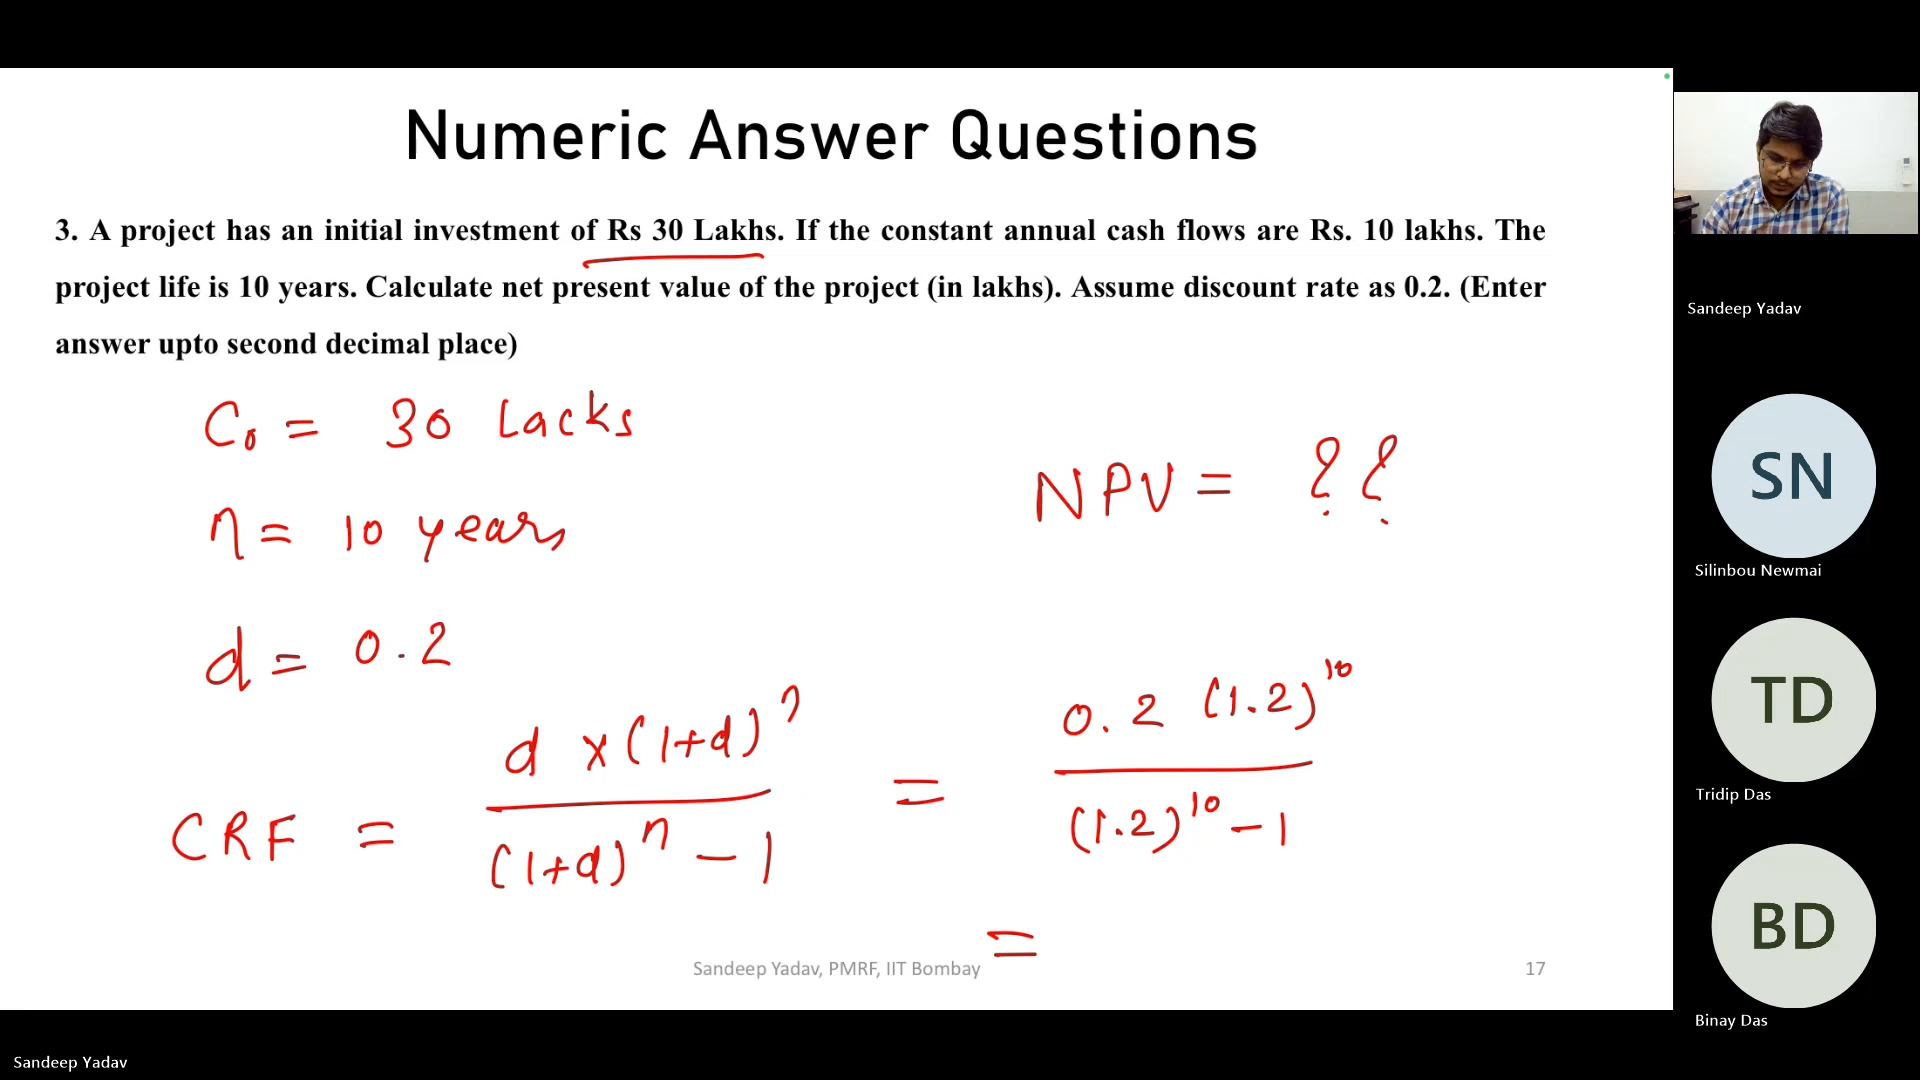 Numeric Answer Questions
3. A project has an initial investment of Rs 30 Lakhs. If the constant annual cash flows are Rs. 10 lakhs. The
project life is 10 years. Calculate net present value of the project (in lakhs). Assume discount rate as 0.2. (Enter
answer upto second decimal place)
C₀ = 30 Lacks
n = 10 years
NPV = ??
d = 0.2
CRF = d × (1+d)ⁿ / (1+d)ⁿ - 1 = 0.2 (1.2)¹⁰ / (1.2)¹⁰ - 1
=
Sandeep Yadav, PMRF, IIT Bombay
17
Sandeep Yadav
SN
Silinbou Newmai
TD
Tridip Das
BD
Binay Das
Sandeep Yadav